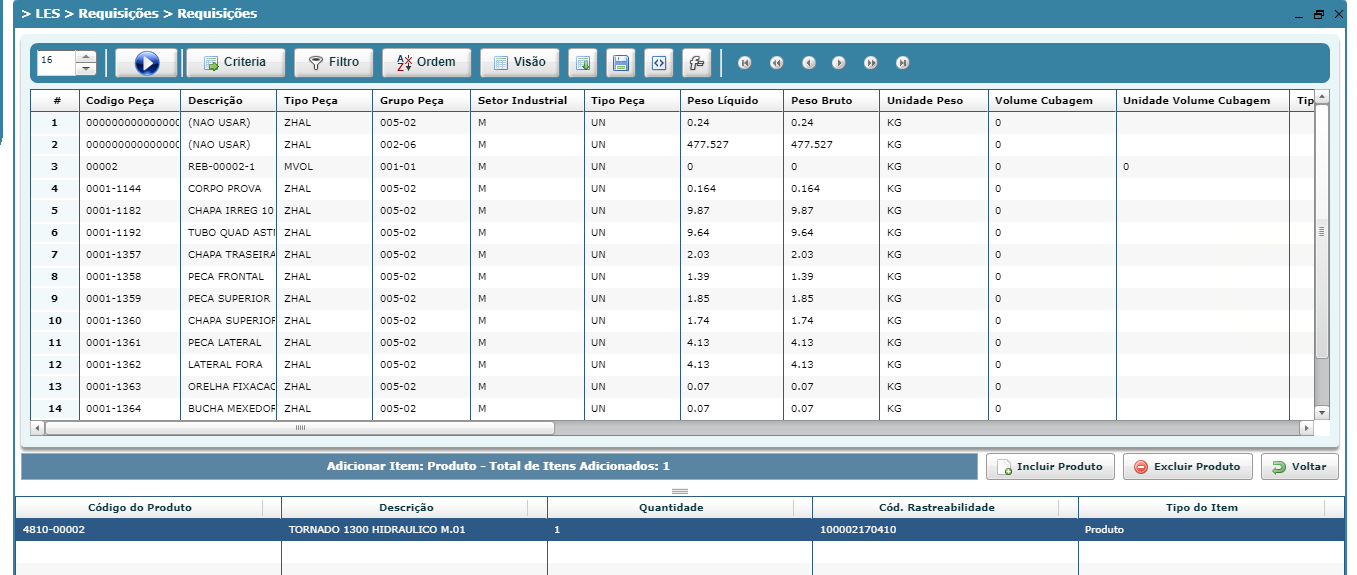 > LES > Requisições > Requisições
16 Criteria Filtro Ordem Visão
# Codigo Peça Descrição Tipo Peça Grupo Peça Setor Industrial Tipo Peça Peso Líquido Peso Bruto Unidade Peso Volume Cubagem Unidade Volume Cubagem Tip
1 (NAO USAR) ZHAL 005-02 M UN 0.24 0.24 KG 0
2 (NAO USAR) ZHAL 002-06 M UN 477.527 477.527 KG 0
3 00002 REB-00002-1 MVOL 001-01 M UN 0 0 KG 0 0
4 0001-1144 CORPO PROVA ZHAL 005-02 M UN 0.164 0.164 KG 0
5 0001-1182 CHAPA IRREG 10 ZHAL 005-02 M UN 9.87 9.87 KG 0
6 0001-1192 TUBO QUAD ASTI ZHAL 005-02 M UN 9.64 9.64 KG 0
7 0001-1357 CHAPA TRASEIRA ZHAL 005-02 M UN 2.03 2.03 KG 0
8 0001-1358 PECA FRONTAL ZHAL 005-02 M UN 1.39 1.39 KG 0
9 0001-1359 PECA SUPERIOR ZHAL 005-02 M UN 1.85 1.85 KG 0
10 0001-1360 CHAPA SUPERIOR ZHAL 005-02 M UN 1.74 1.74 KG 0
11 0001-1361 PECA LATERAL ZHAL 005-02 M UN 4.13 4.13 KG 0
12 0001-1362 LATERAL FORA ZHAL 005-02 M UN 4.13 4.13 KG 0
13 0001-1363 ORELHA FIXACAC ZHAL 005-02 M UN 0.07 0.07 KG 0
14 0001-1364 BUCHA MEXEDOR ZHAL 005-02 M UN 0.07 0.07 KG 0
Adicionar Item: Produto - Total de Itens Adicionados: 1 Incluir Produto Excluir Produto Voltar
Código do Produto Descrição Quantidade Cód. Rastreabilidade Tipo do Item
4810-00002 TORNADO 1300 HIDRAULICO M.01 1 100002170410 Produto